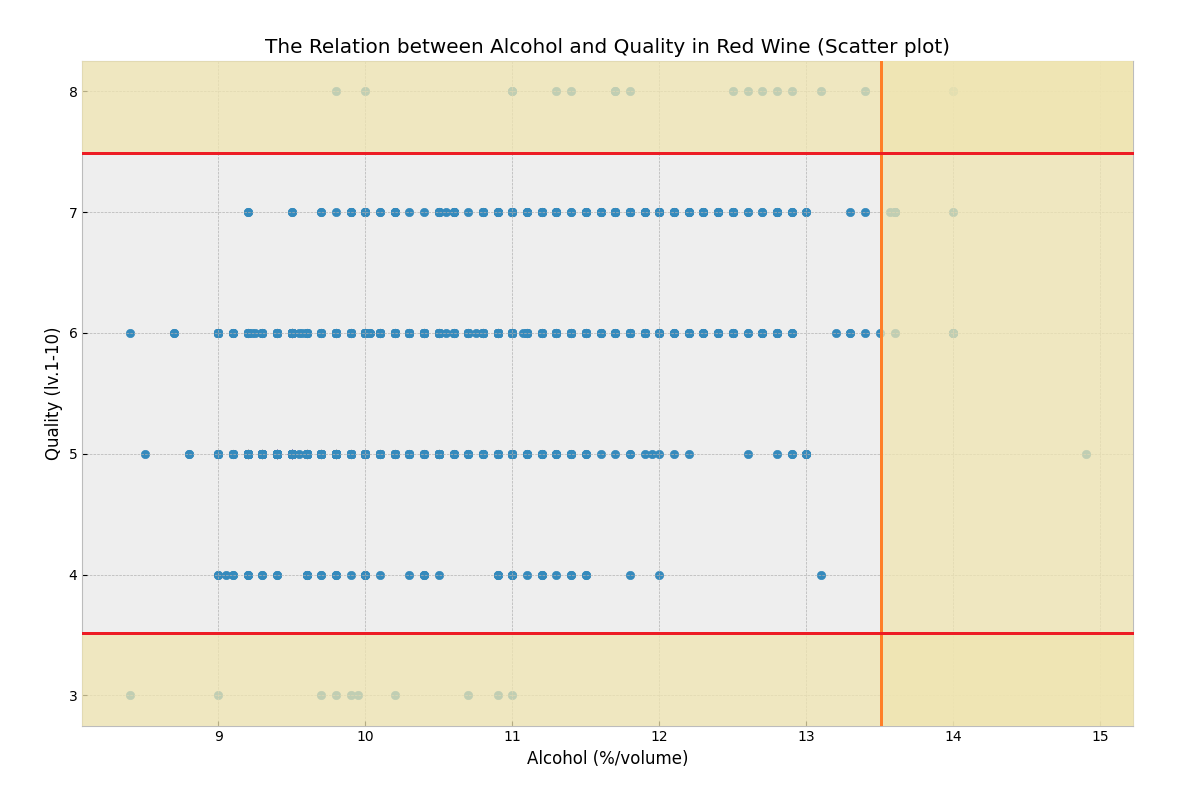 The Relation between Alcohol and Quality in Red Wine (Scatter plot)
Quality (lv.1-10)
8
7
6
5
4
3
9 10 11 12 13 14 15
Alcohol (%/volume)